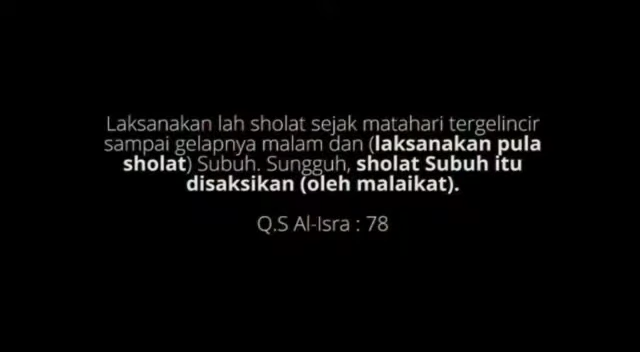 Laksanakan lah sholat sejak matahari tergelincir
sampai gelapnya malam dan (laksanakan pula
sholat) Subuh. Sungguh, sholat Subuh itu
disaksikan (oleh malaikat).
Q.S Al-Isra : 78